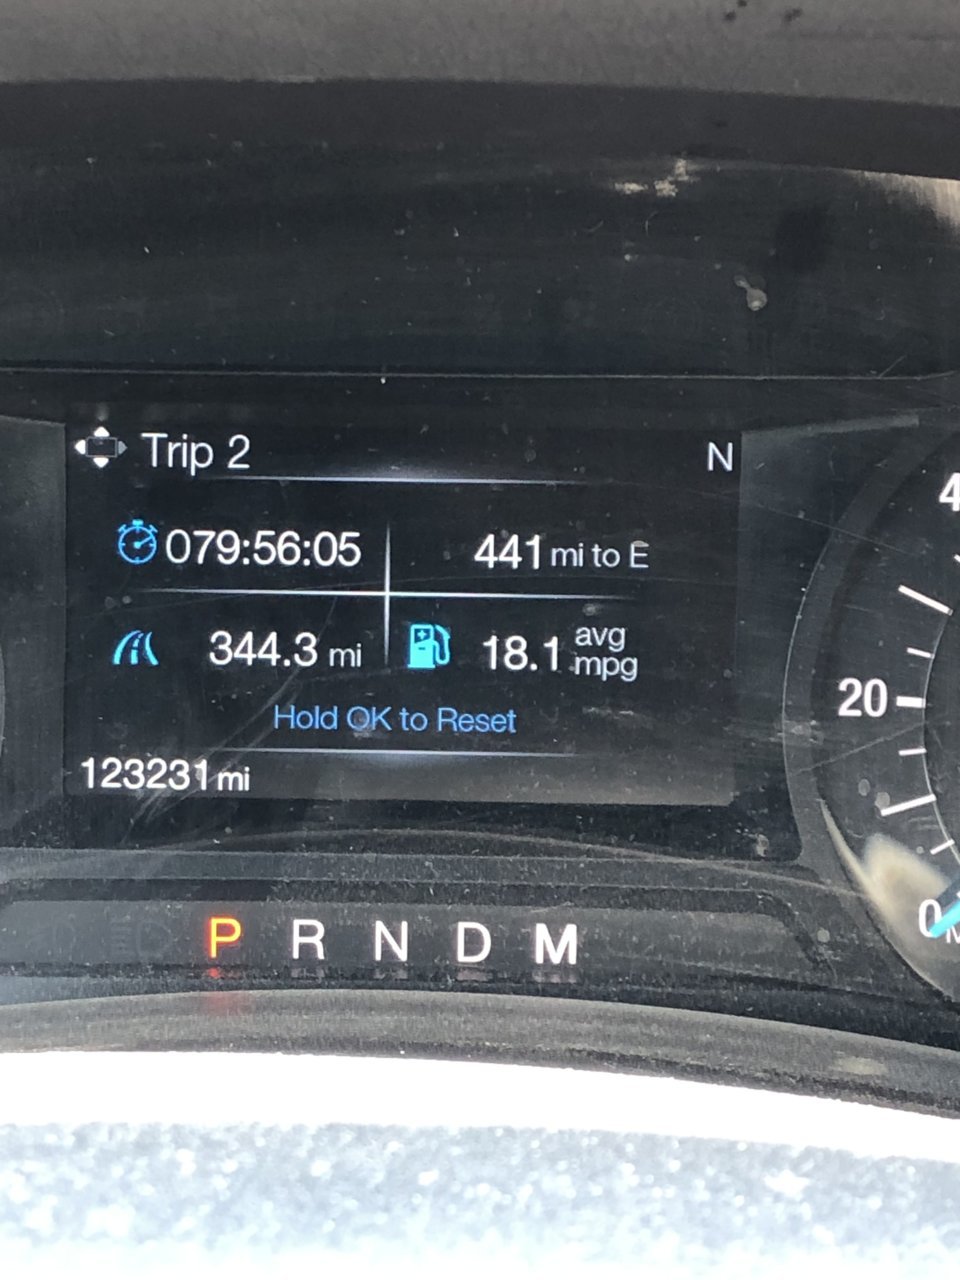 Trip 2 N
079:56:05 441 mi to E
344.3 mi 18.1 avg mpg
Hold OK to Reset
123231 mi
20
0
P R N D M